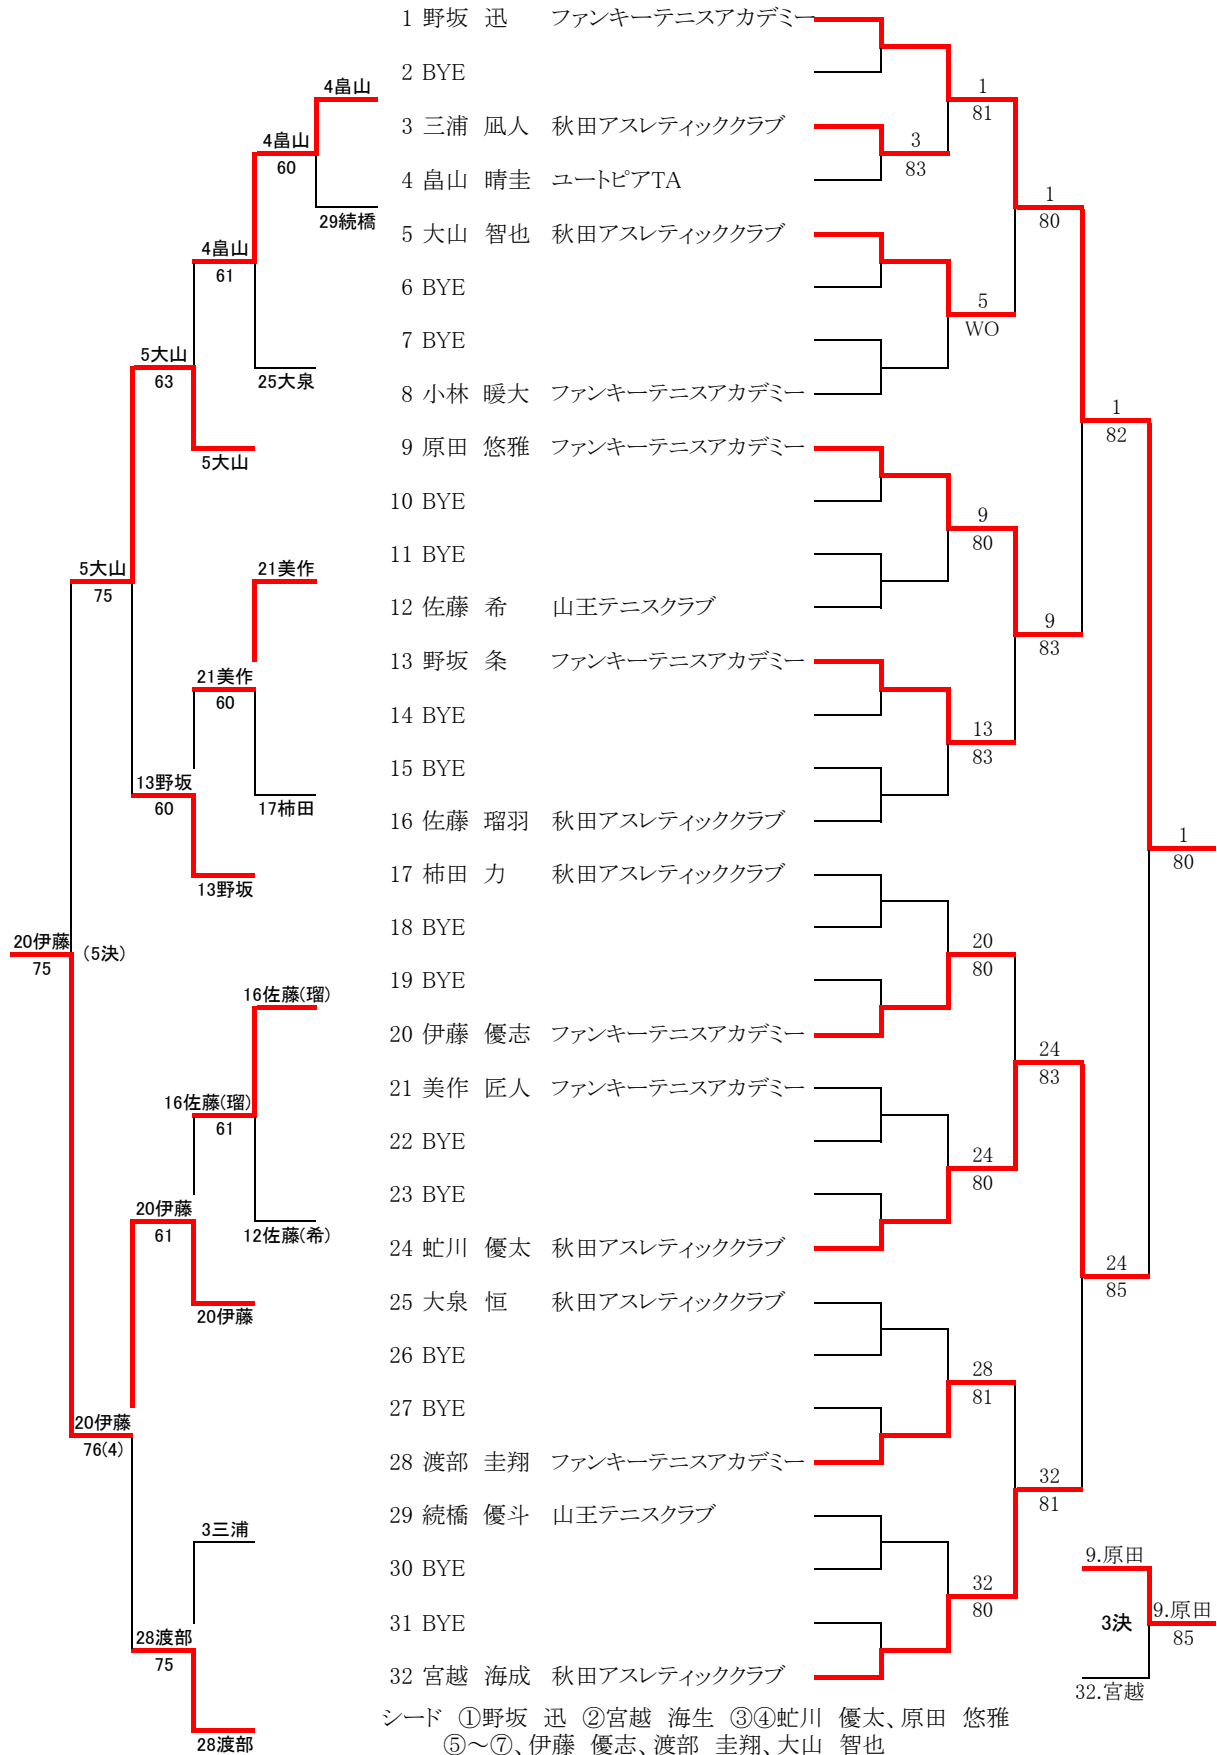 1 野坂 迅 ファンキーテニスアカデミー
2 BYE
3 三浦 凪人 秋田アスレティッククラブ
4 畠山 晴圭 ユートピアTA
5 大山 智也 秋田アスレティッククラブ
6 BYE
7 BYE
8 小林 暖大 ファンキーテニスアカデミー
9 原田 悠雅 ファンキーテニスアカデミー
10 BYE
11 BYE
12 佐藤 希 山王テニスクラブ
13 野坂 条 ファンキーテニスアカデミー
14 BYE
15 BYE
16 佐藤 瑠羽 秋田アスレティッククラブ
17 柿田 力 秋田アスレティッククラブ
18 BYE
19 BYE
20 伊藤 優志 ファンキーテニスアカデミー
21 美作 匠人 ファンキーテニスアカデミー
22 BYE
23 BYE
24 虻川 優太 秋田アスレティッククラブ
25 大泉 恒 秋田アスレティッククラブ
26 BYE
27 BYE
28 渡部 圭翔 ファンキーテニスアカデミー
29 続橋 優斗 山王テニスクラブ
30 BYE
31 BYE
32 宮越 海成 秋田アスレティッククラブ
シード ①野坂 迅 ②宮越 海生 ③④虻川 優太、原田 悠雅
⑤～⑦、伊藤 優志、渡部 圭翔、大山 智也
4畠山
4畠山
60
29続橋
4畠山
61
25大泉
5大山
63
5大山
5大山
75
21美作
21美作
60
17柿田
13野坂
60
13野坂
20伊藤
75
(5決)
16佐藤(瑠)
16佐藤(瑠)
61
12佐藤(希)
20伊藤
61
20伊藤
20伊藤
76(4)
3三浦
28渡部
75
28渡部
3
83
1
81
5
WO
1
80
9
80
13
83
9
83
1
82
20
80
24
80
24
83
28
81
32
80
32
81
24
85
1
80
9.原田
3決
9.原田
85
32.宮越